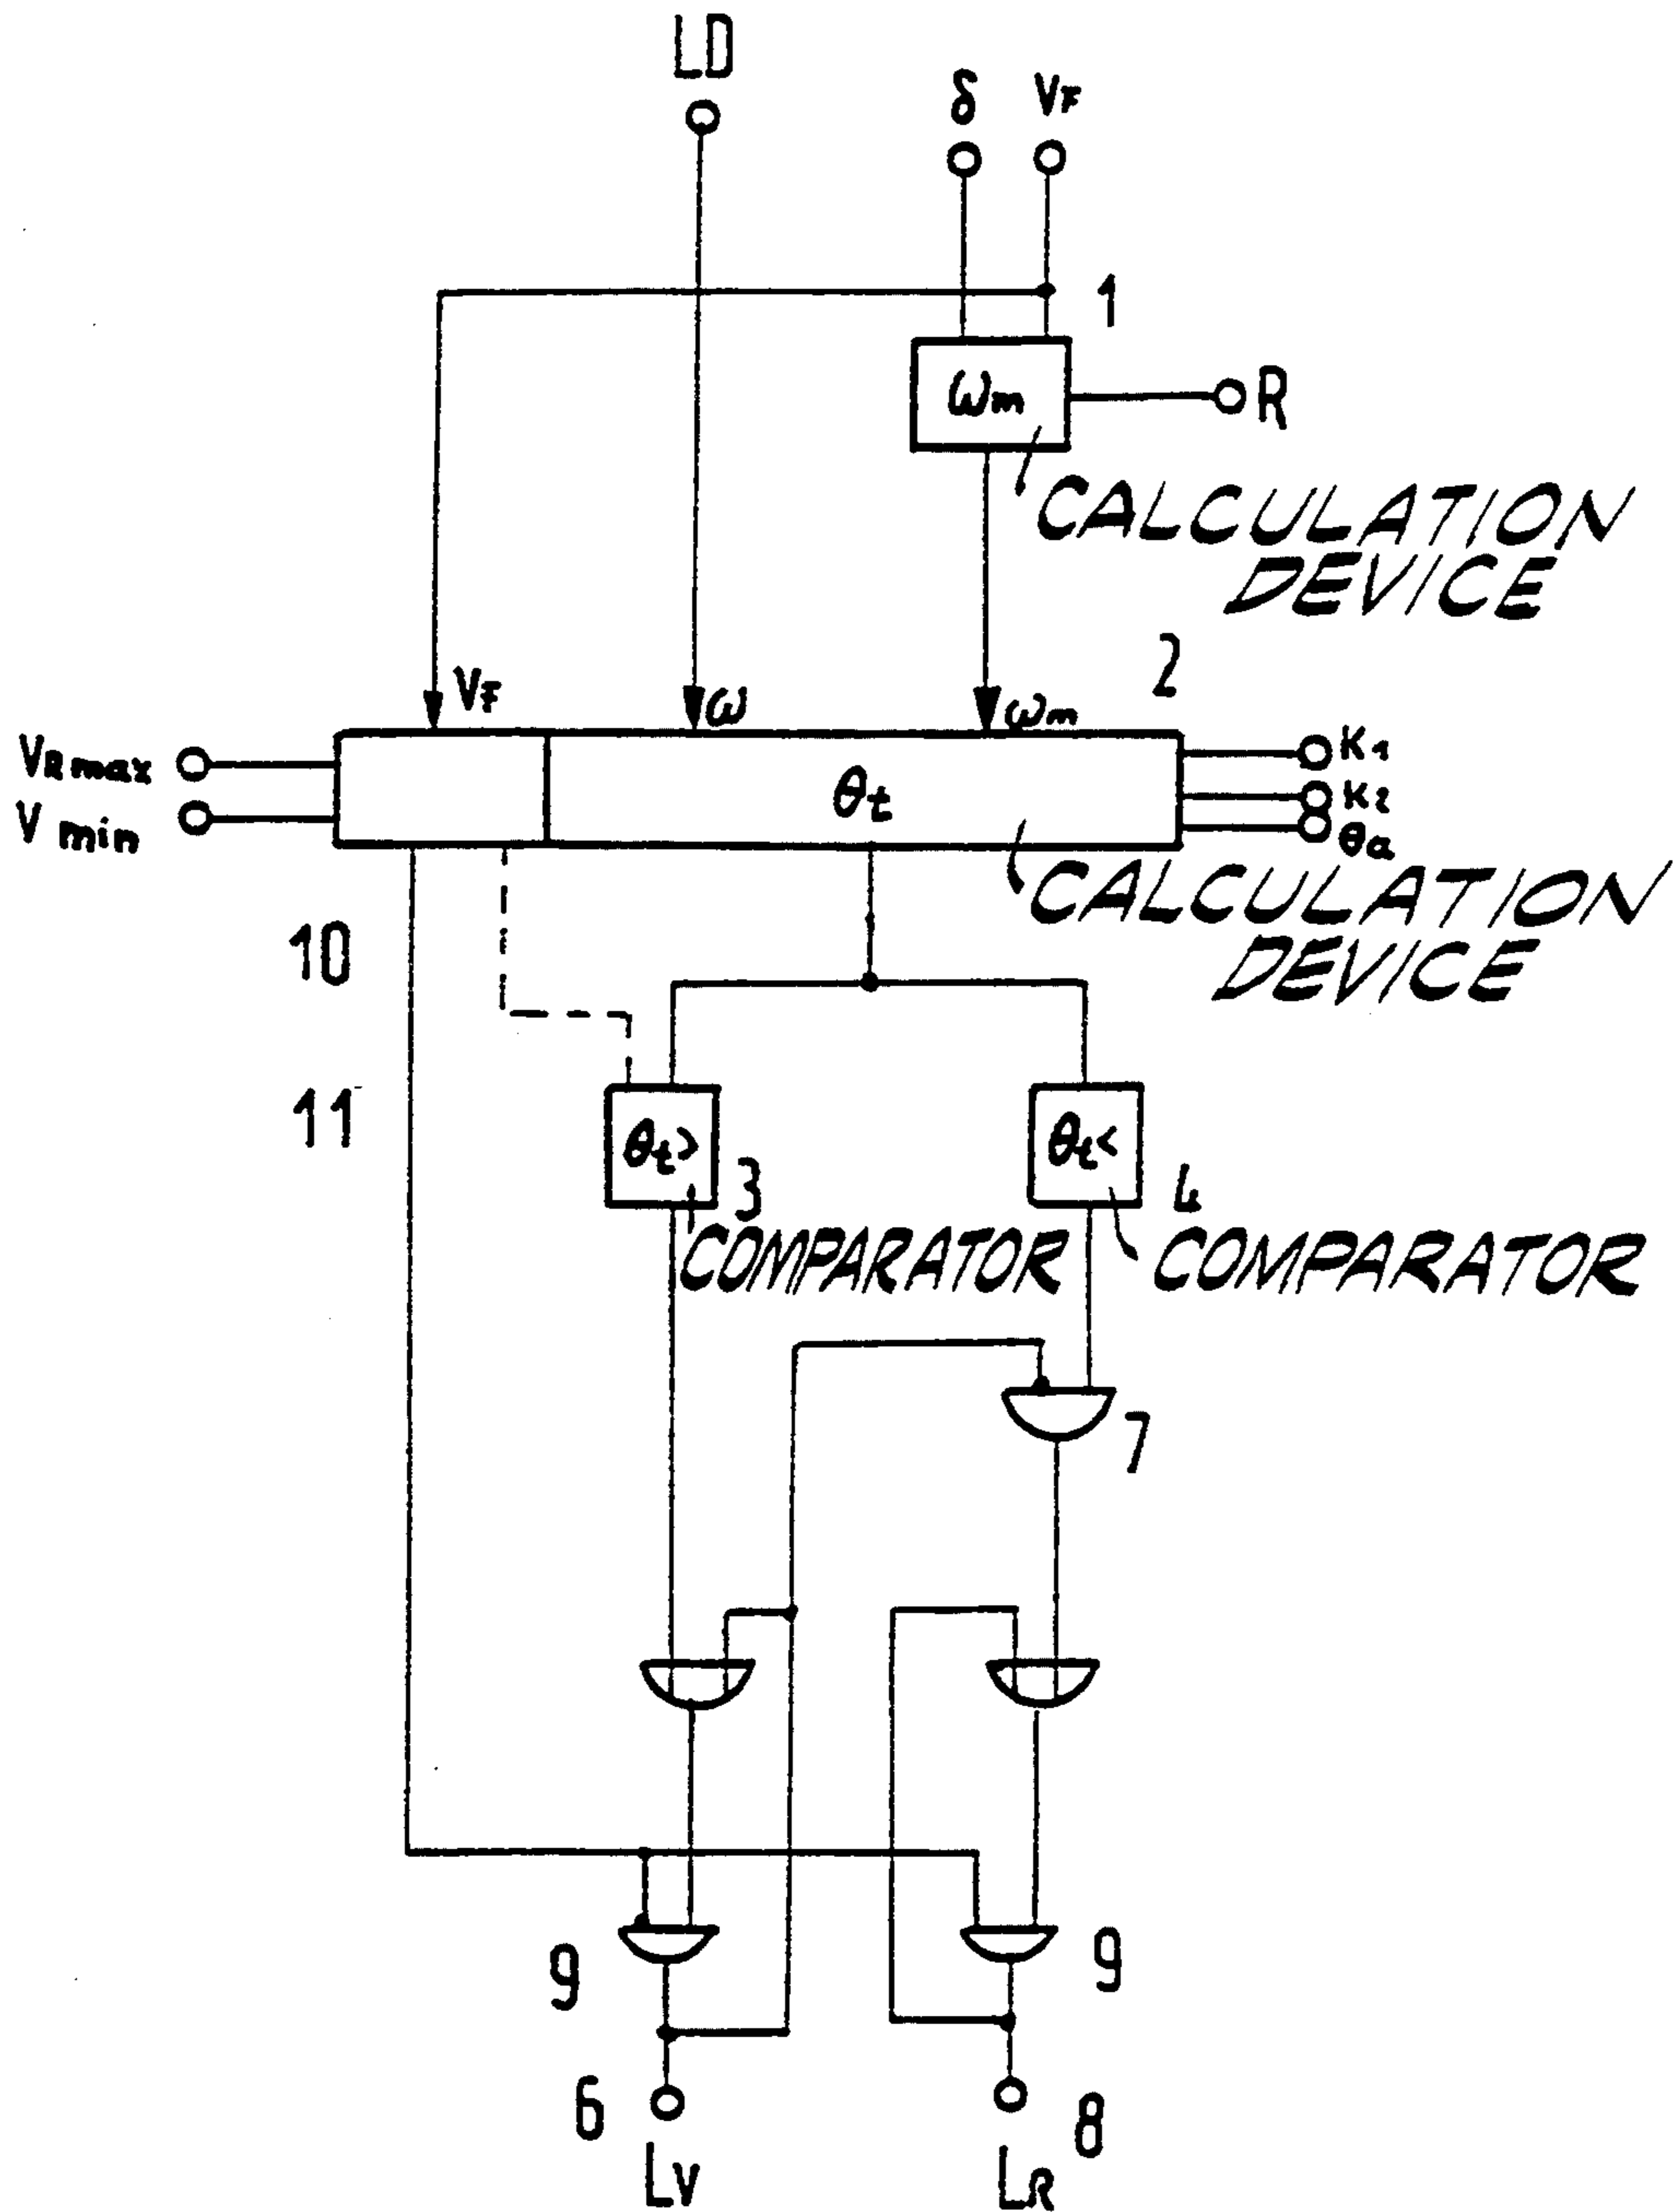 LD
δ VF
1
ωm
R
CALCULATION
DEVICE
2
VF
ω
ωm
VRmax
Vmin
θt
K1
K2
θa
CALCULATION
DEVICE
10
11
θt>
3
COMPARATOR
θt<
4
COMPARATOR
7
9
9
6
8
LV
LR